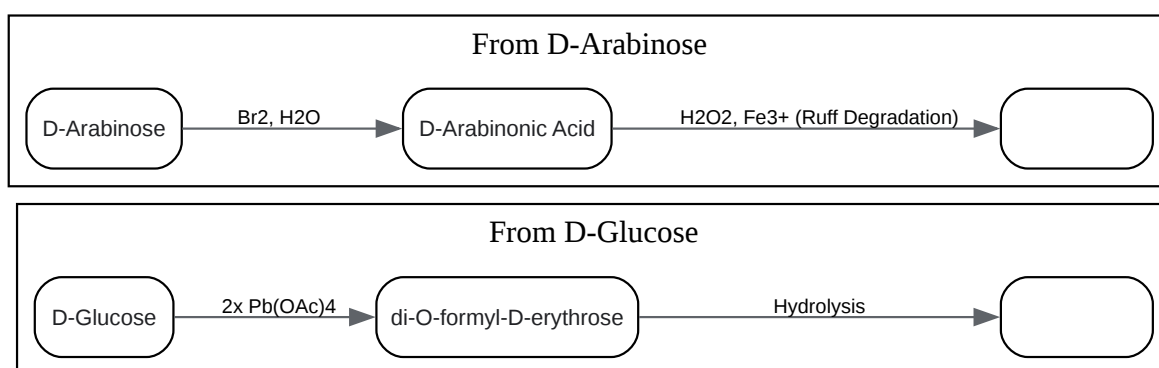 From D-Arabinose
D-Arabinose
Br2, H2O
D-Arabinonic Acid
H2O2, Fe3+ (Ruff Degradation)
From D-Glucose
D-Glucose
2x Pb(OAc)4
di-O-formyl-D-erythrose
Hydrolysis